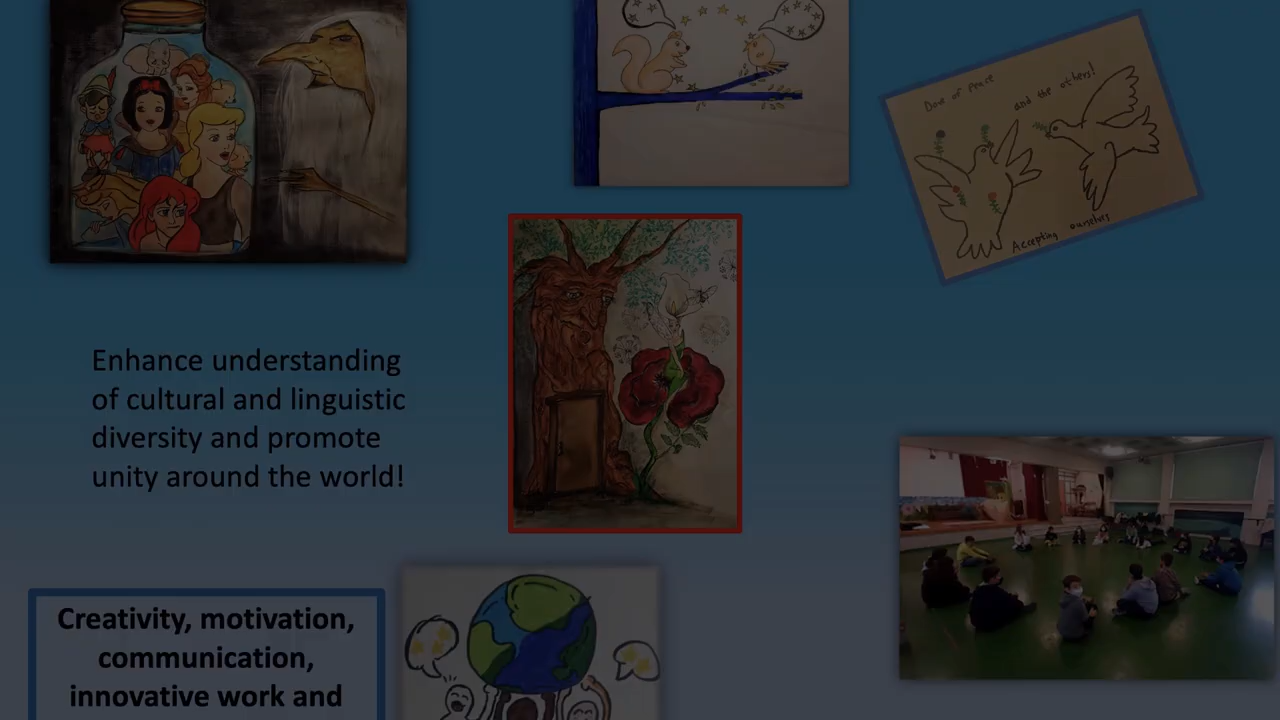 Dove of Peace
and the others!
Accepting ourselves
Enhance understanding
of cultural and linguistic
diversity and promote
unity around the world!
Creativity, motivation,
communication,
innovative work and